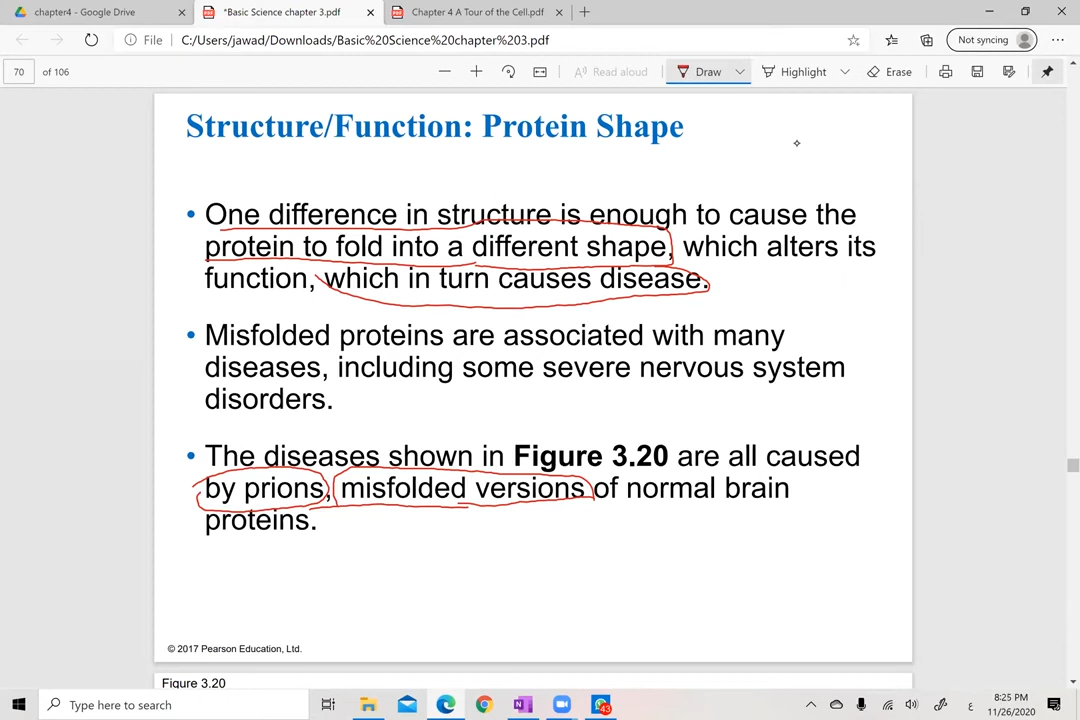 chapter4 - Google Drive
*Basic Science chapter 3.pdf
Chapter 4 A Tour of the Cell.pdf
File
C:/Users/jawad/Downloads/Basic%20Science%20chapter%203.pdf
Not syncing
70
of 106
Read aloud
Draw
Highlight
Erase
Structure/Function: Protein Shape
• One difference in structure is enough to cause the
protein to fold into a different shape, which alters its
function, which in turn causes disease.
• Misfolded proteins are associated with many
diseases, including some severe nervous system
disorders.
• The diseases shown in Figure 3.20 are all caused
by prions, misfolded versions of normal brain
proteins.
© 2017 Pearson Education, Ltd.
Figure 3.20
Type here to search
43
ع
8:25 PM
11/26/2020